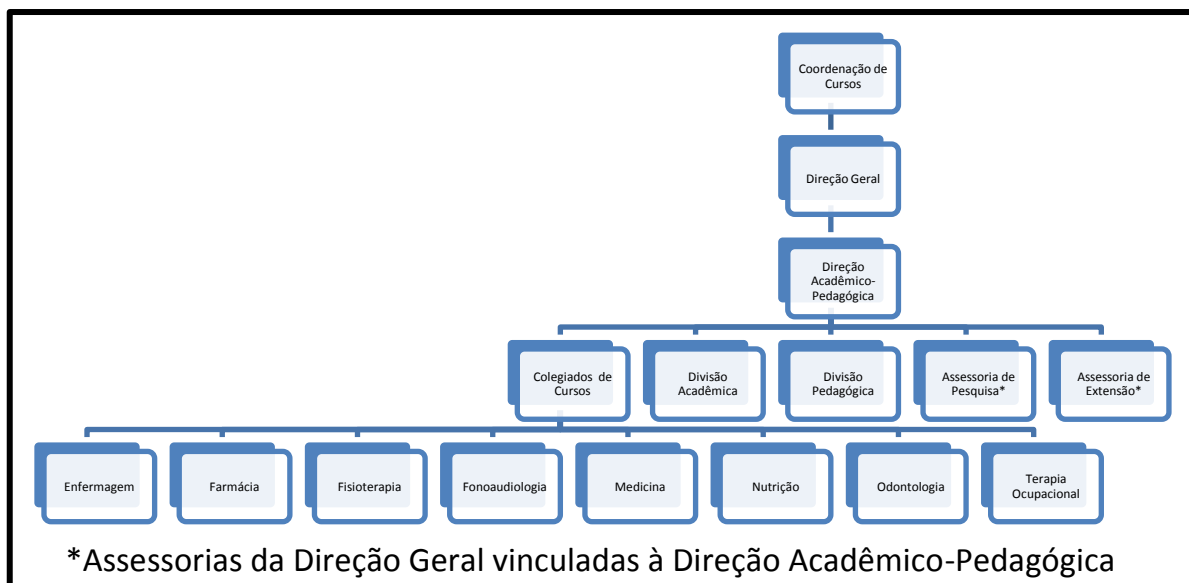 Coordenação de
Cursos
Direção Geral
Direção
Acadêmico-
Pedagógica
Colegiados de
Cursos
Divisão
Acadêmica
Divisão
Pedagógica
Assessoria de
Pesquisa*
Assessoria de
Extensão*
Enfermagem
Farmácia
Fisioterapia
Fonoaudiologia
Medicina
Nutrição
Odontologia
Terapia
Ocupacional
*Assessorias da Direção Geral vinculadas à Direção Acadêmico-Pedagógica